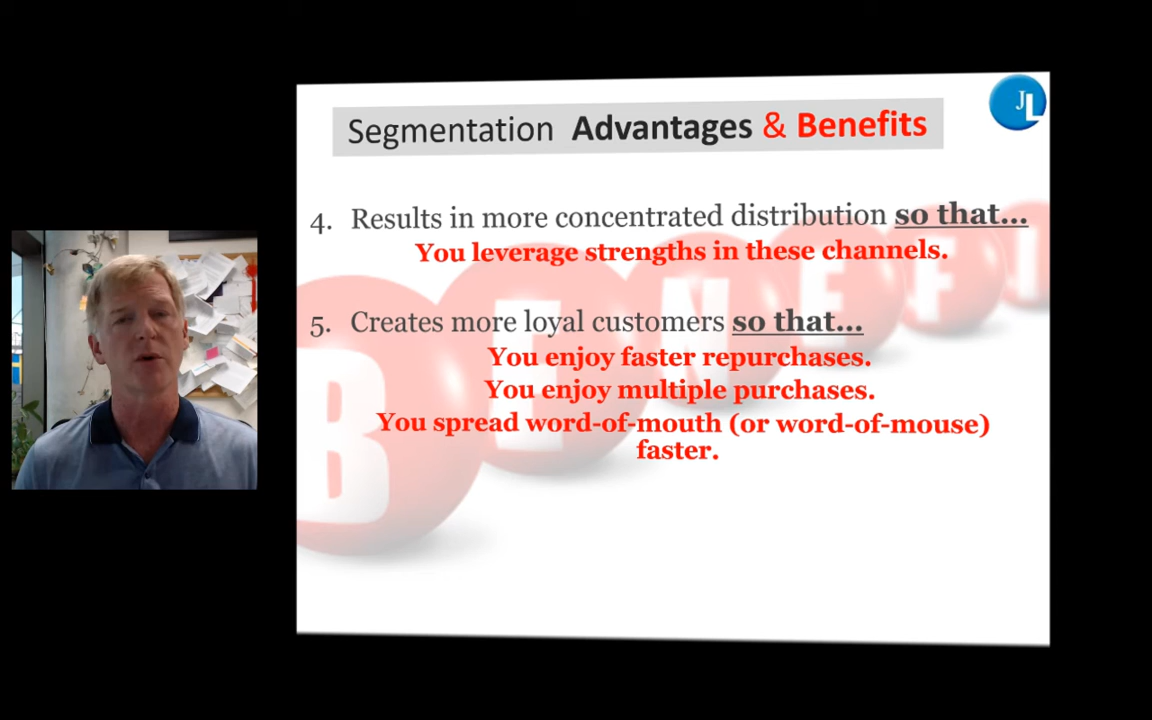 JL
Segmentation Advantages & Benefits
4. Results in more concentrated distribution so that...
You leverage strengths in these channels.
5. Creates more loyal customers so that...
You enjoy faster repurchases.
You enjoy multiple purchases.
You spread word-of-mouth (or word-of-mouse)
faster.
BENEFI